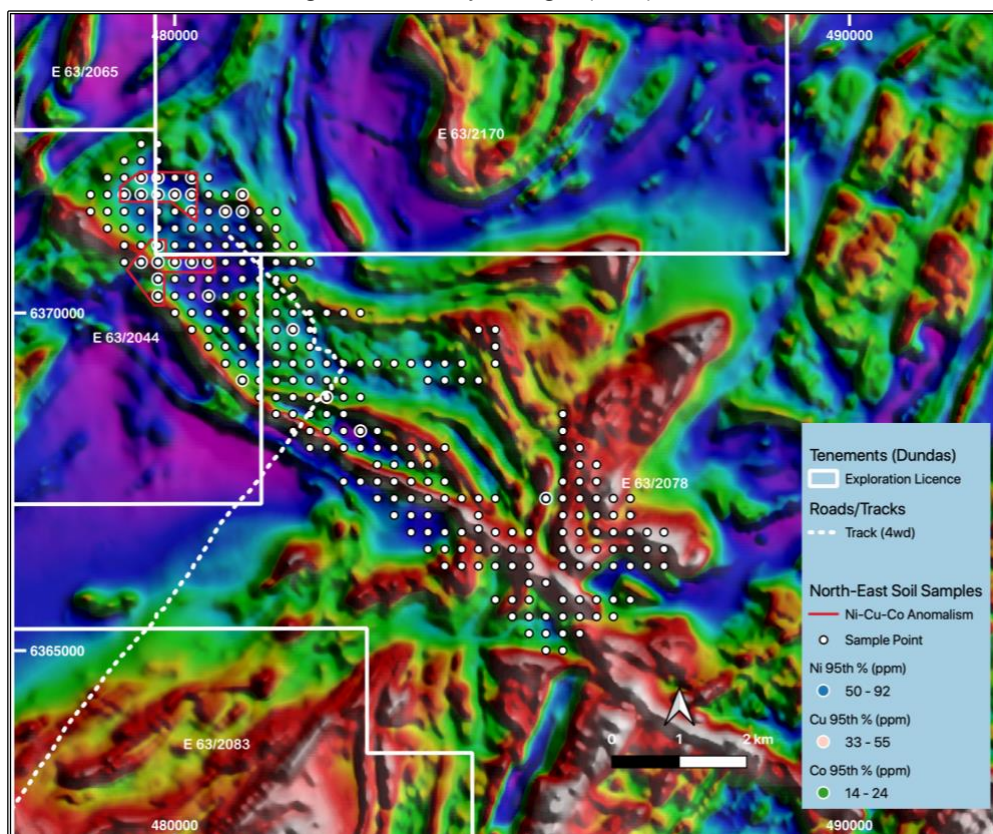 480000
490000
E 63/2065
E 63/2170
6370000
E 63/2044
E 63/2078
6365000
E 63/2083
0 1 2 km
480000
490000
Tenements (Dundas)
Exploration Licence
Roads/Tracks
Track (4wd)
North-East Soil Samples
Ni-Cu-Co Anomalism
Sample Point
Ni 95th % (ppm)
50 - 92
Cu 95th % (ppm)
33 - 55
Co 95th % (ppm)
14 - 24